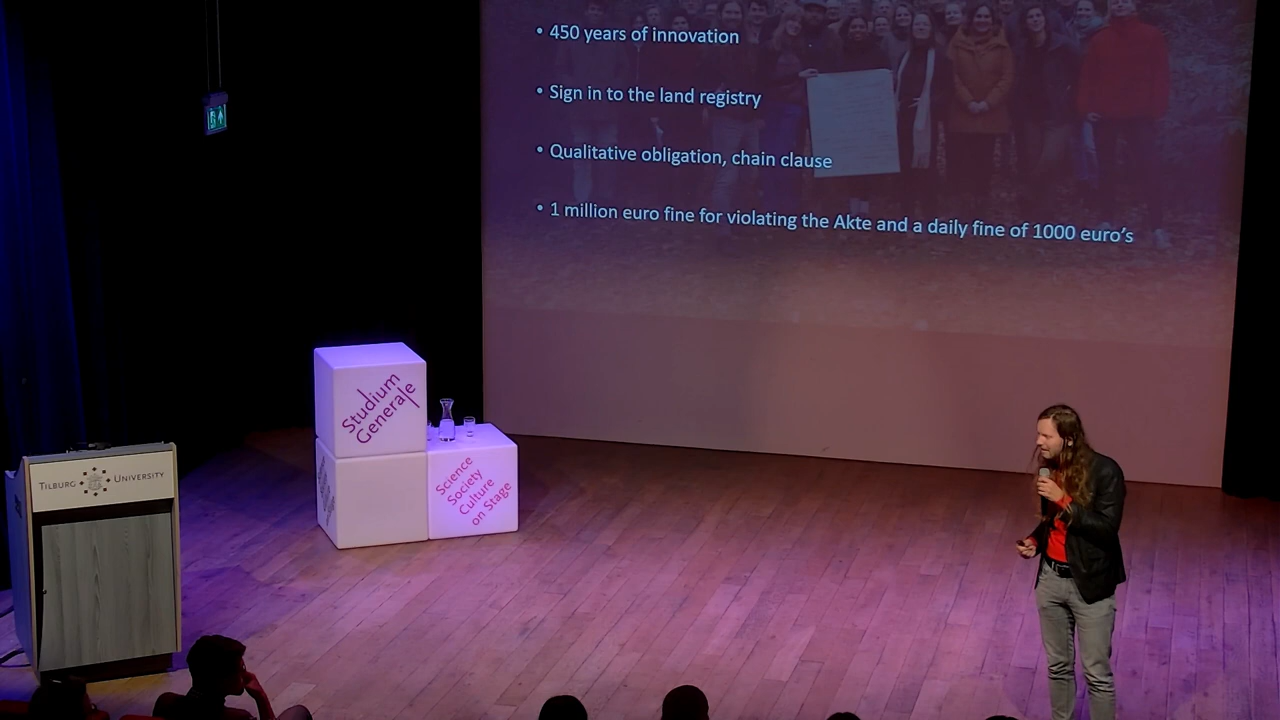 • 450 years of innovation
• Sign in to the land registry
• Qualitative obligation, chain clause
• 1 million euro fine for violating the Akte and a daily fine of 1000 euro's
Studium
Generale
Science
Society
Culture
on Stage
TILBURG UNIVERSITY